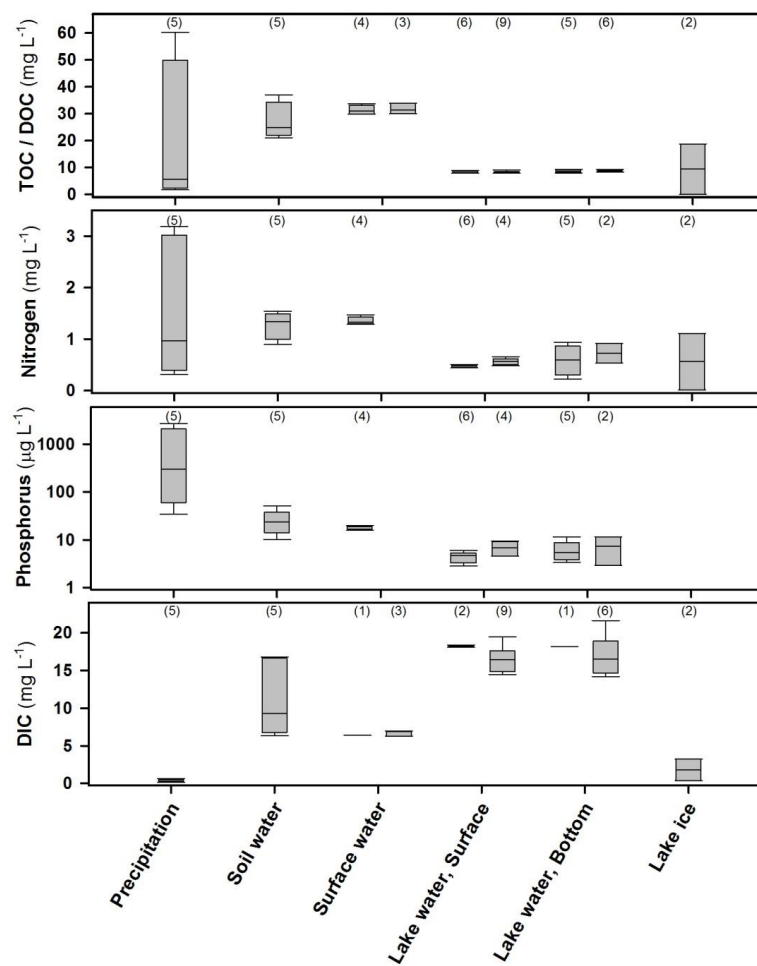 (5) (5) (4) (3) (6) (9) (5) (6) (2)
60
50
40
30
20
10
0
TOC / DOC (mg L⁻¹)
(5) (5) (4) (6) (4) (5) (2) (2)
3
2
1
0
Nitrogen (mg L⁻¹)
(5) (5) (4) (6) (4) (5) (2)
1000
100
10
1
Phosphorus (µg L⁻¹)
(5) (5) (1) (3) (2) (9) (1) (6) (2)
20
15
10
5
0
DIC (mg L⁻¹)
Precipitation
Soil water
Surface water
Lake water, Surface
Lake water, Bottom
Lake ice